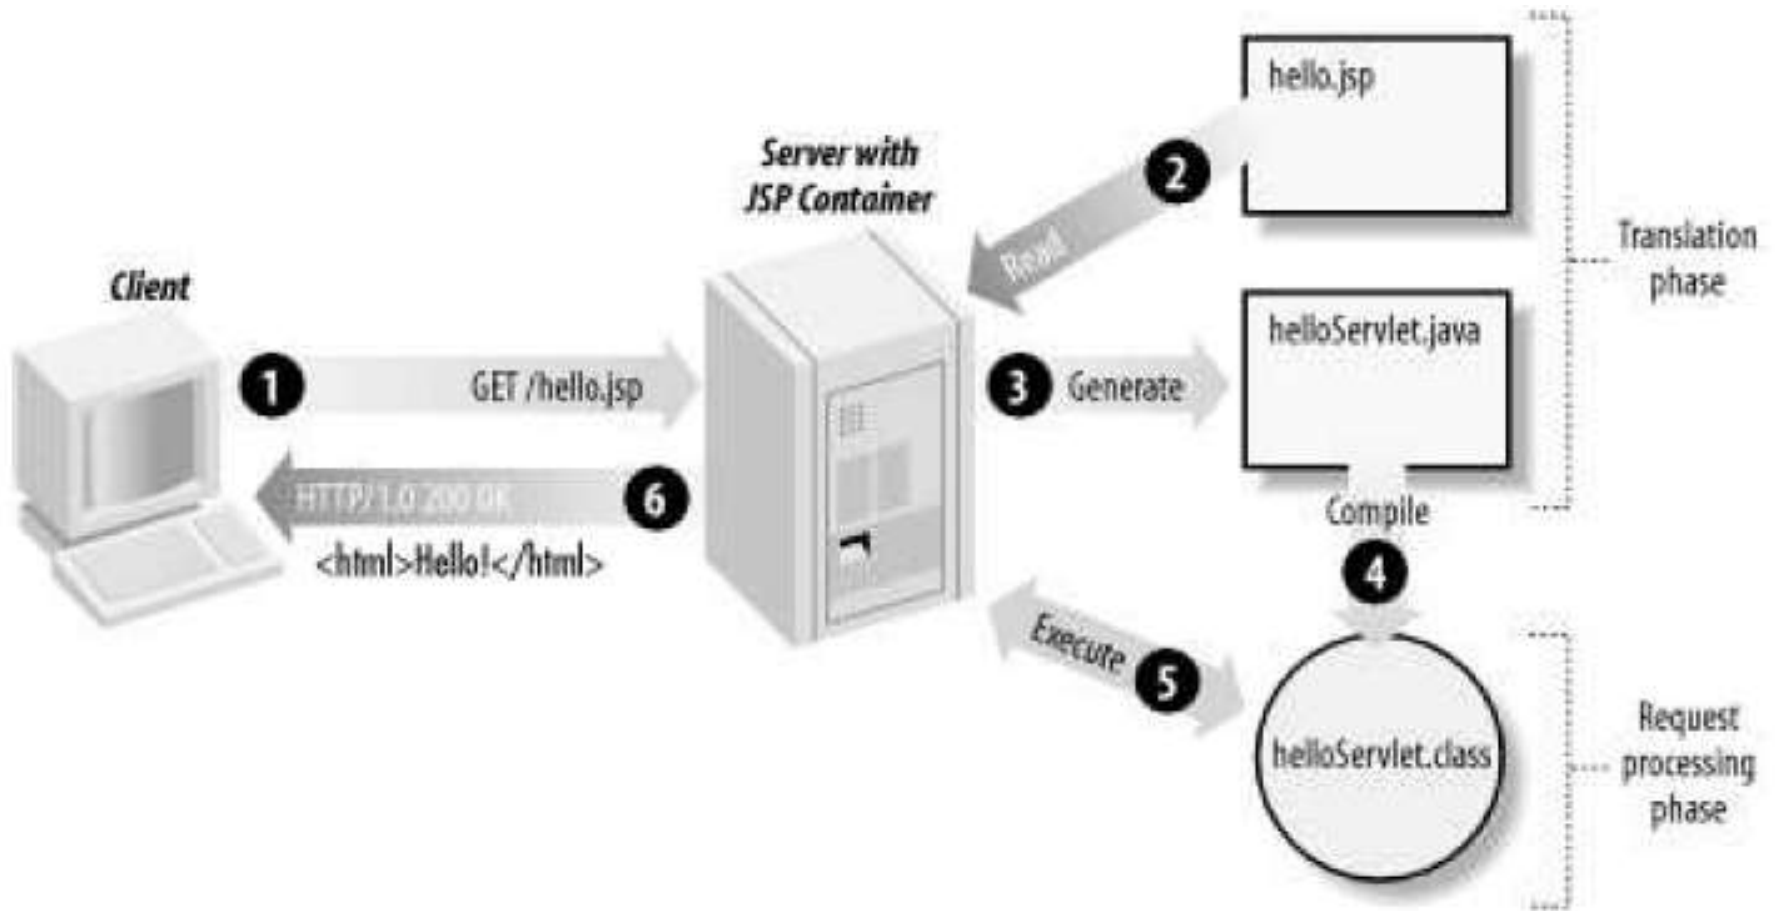 hello.jsp
2
Server with
JSP Container
Read
Translation
phase
Client
helloServlet.java
1
GET /hello.jsp
3
Generate
6
HTTP/1.0 200 OK
<html>Hello!</html>
Compile
4
Execute
5
helloServlet.class
Request
processing
phase